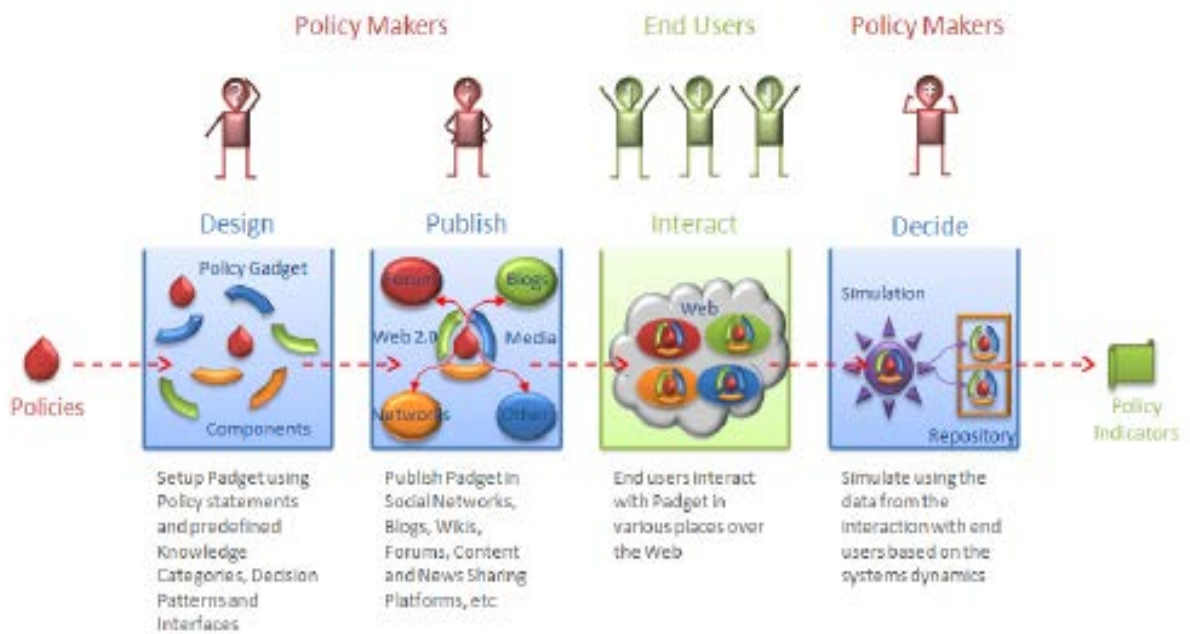 Policy Makers
End Users
Policy Makers
Design
Publish
Interact
Decide
Policy Gadget
Components
Forum
Blogs
Web 2.0
Media
Networks
Other
Web
Simulation
Repository
Policies
Policy
Indicators
Setup Padget using
Policy statements
and predefined
Knowledge
Categories, Decision
Patterns and
Interfaces
Publish Padget in
Social Networks,
Blogs, Wikis,
Forums, Content
and News Sharing
Platforms, etc
End users interact
with Padget in
various places over
the Web
Simulate using the
data from the
interaction with end
users based on the
systems dynamics